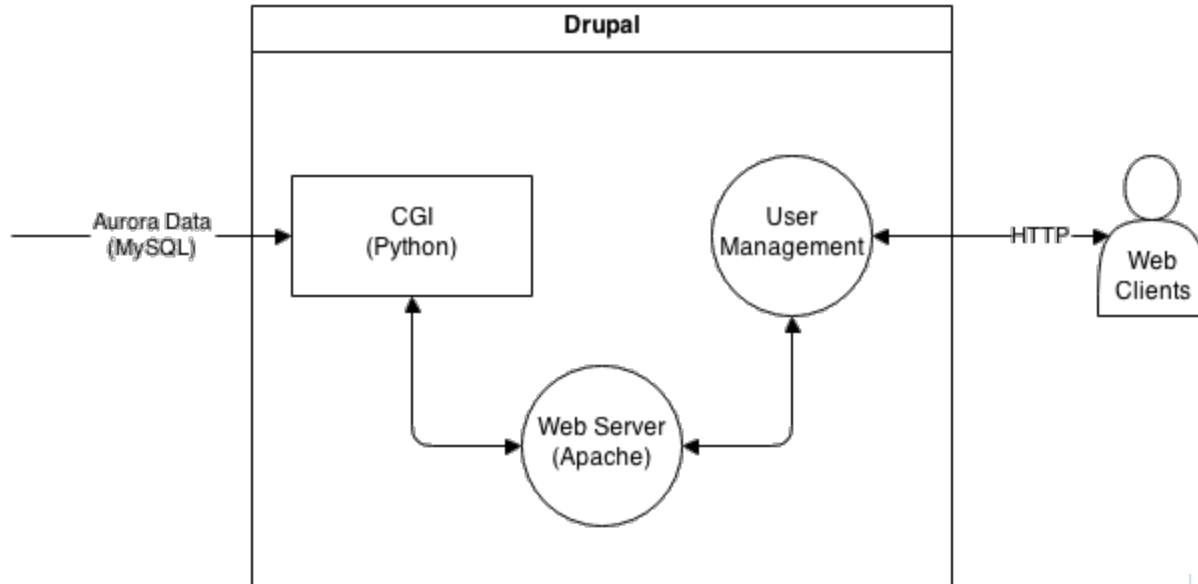 Drupal
Aurora Data
(MySQL)
CGI
(Python)
User
Management
HTTP
Web
Clients
Web Server
(Apache)